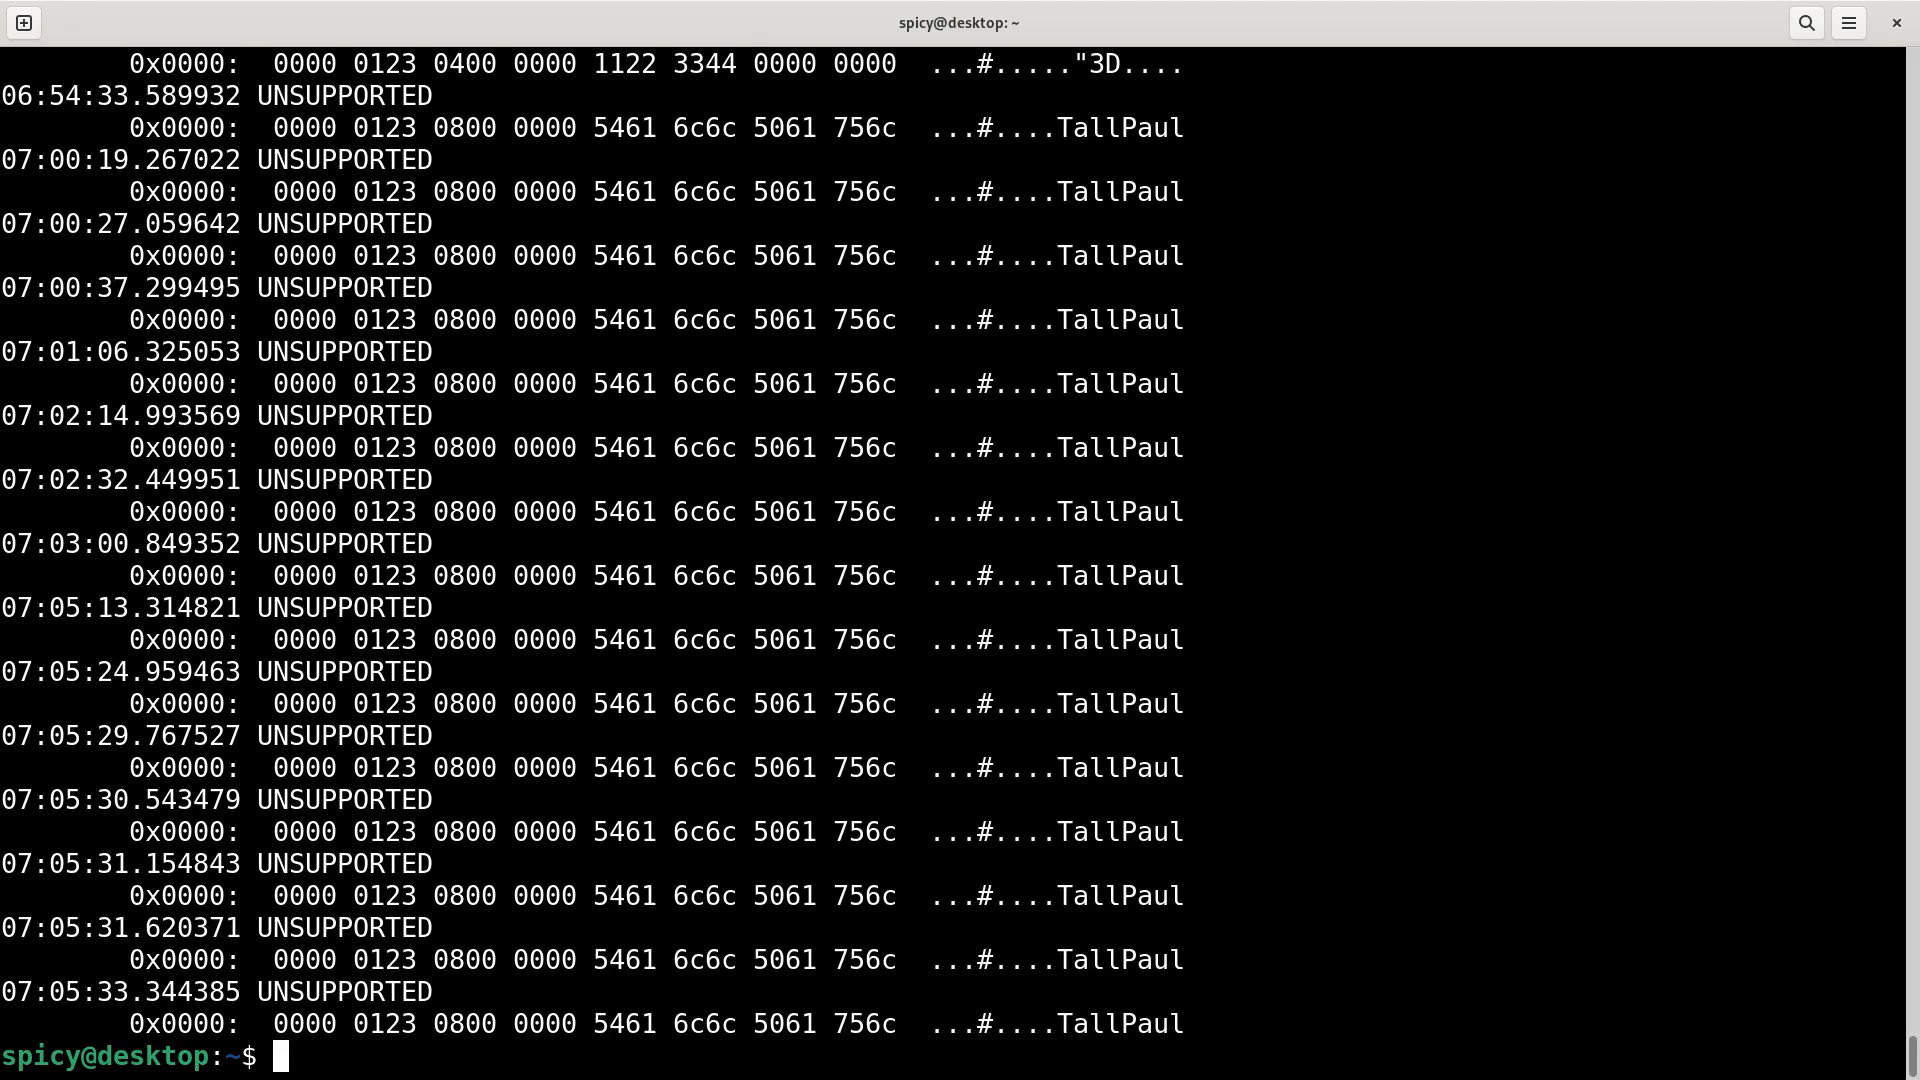 spicy@desktop: ~
0x0000:  0000 0123 0400 0000 1122 3344 0000 0000  ...#....."3D....
06:54:33.589932 UNSUPPORTED
0x0000:  0000 0123 0800 0000 5461 6c6c 5061 756c  ...#....TallPaul
07:00:19.267022 UNSUPPORTED
0x0000:  0000 0123 0800 0000 5461 6c6c 5061 756c  ...#....TallPaul
07:00:27.059642 UNSUPPORTED
0x0000:  0000 0123 0800 0000 5461 6c6c 5061 756c  ...#....TallPaul
07:00:37.299495 UNSUPPORTED
0x0000:  0000 0123 0800 0000 5461 6c6c 5061 756c  ...#....TallPaul
07:01:06.325053 UNSUPPORTED
0x0000:  0000 0123 0800 0000 5461 6c6c 5061 756c  ...#....TallPaul
07:02:14.993569 UNSUPPORTED
0x0000:  0000 0123 0800 0000 5461 6c6c 5061 756c  ...#....TallPaul
07:02:32.449951 UNSUPPORTED
0x0000:  0000 0123 0800 0000 5461 6c6c 5061 756c  ...#....TallPaul
07:03:00.849352 UNSUPPORTED
0x0000:  0000 0123 0800 0000 5461 6c6c 5061 756c  ...#....TallPaul
07:05:13.314821 UNSUPPORTED
0x0000:  0000 0123 0800 0000 5461 6c6c 5061 756c  ...#....TallPaul
07:05:24.959463 UNSUPPORTED
0x0000:  0000 0123 0800 0000 5461 6c6c 5061 756c  ...#....TallPaul
07:05:29.767527 UNSUPPORTED
0x0000:  0000 0123 0800 0000 5461 6c6c 5061 756c  ...#....TallPaul
07:05:30.543479 UNSUPPORTED
0x0000:  0000 0123 0800 0000 5461 6c6c 5061 756c  ...#....TallPaul
07:05:31.154843 UNSUPPORTED
0x0000:  0000 0123 0800 0000 5461 6c6c 5061 756c  ...#....TallPaul
07:05:31.620371 UNSUPPORTED
0x0000:  0000 0123 0800 0000 5461 6c6c 5061 756c  ...#....TallPaul
07:05:33.344385 UNSUPPORTED
0x0000:  0000 0123 0800 0000 5461 6c6c 5061 756c  ...#....TallPaul
spicy@desktop:~$